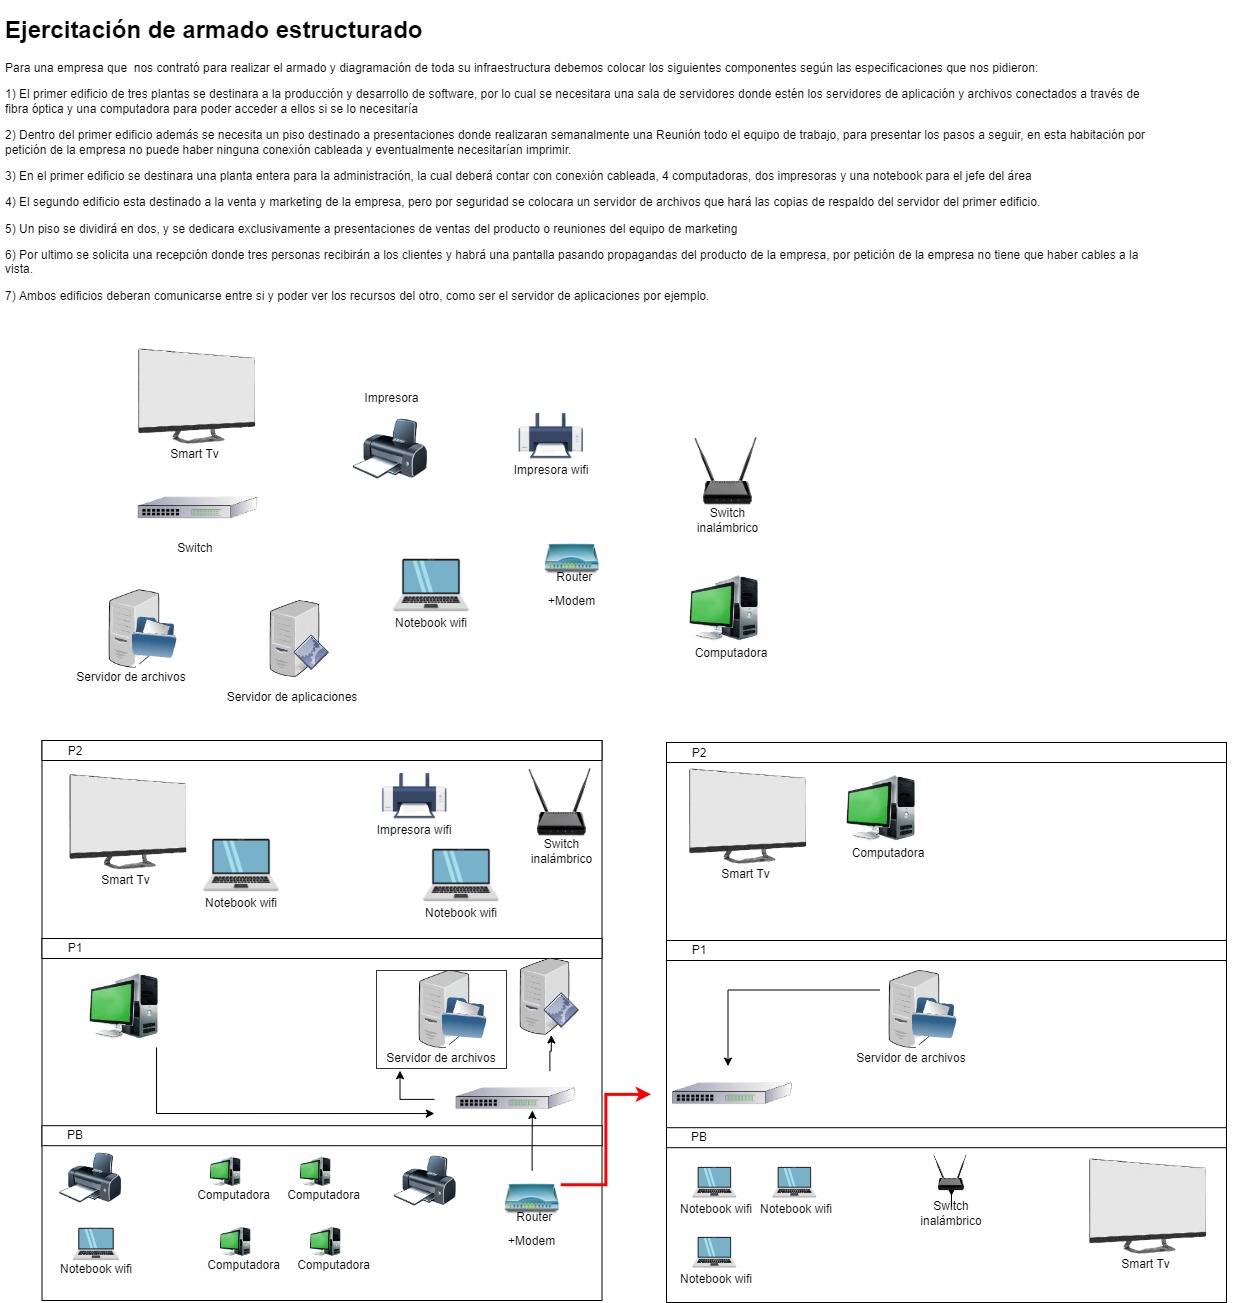 Ejercitación de armado estructurado
Para una empresa que  nos contrató para realizar el armado y diagramación de toda su infraestructura debemos colocar los siguientes componentes según las especificaciones que nos pidieron:
1) El primer edificio de tres plantas se destinara a la producción y desarrollo de software, por lo cual se necesitara una sala de servidores donde estén los servidores de aplicación y archivos conectados a través de
fibra óptica y una computadora para poder acceder a ellos si se lo necesitaría
2) Dentro del primer edificio además se necesita un piso destinado a presentaciones donde realizaran semanalmente una Reunión todo el equipo de trabajo, para presentar los pasos a seguir, en esta habitación por
petición de la empresa no puede haber ninguna conexión cableada y eventualmente necesitarían imprimir.
3) En el primer edificio se destinara una planta entera para la administración, la cual deberá contar con conexión cableada, 4 computadoras, dos impresoras y una notebook para el jefe del área
4) El segundo edificio esta destinado a la venta y marketing de la empresa, pero por seguridad se colocara un servidor de archivos que hará las copias de respaldo del servidor del primer edificio.
5) Un piso se dividirá en dos, y se dedicara exclusivamente a presentaciones de ventas del producto o reuniones del equipo de marketing
6) Por ultimo se solicita una recepción donde tres personas recibirán a los clientes y habrá una pantalla pasando propagandas del producto de la empresa, por petición de la empresa no tiene que haber cables a la
vista.
7) Ambos edificios deberan comunicarse entre si y poder ver los recursos del otro, como ser el servidor de aplicaciones por ejemplo.
Impresora
Smart Tv
Impresora wifi
Switch
inalámbrico
Switch
Router
+Modem
Notebook wifi
Computadora
Servidor de archivos
Servidor de aplicaciones
P2
Impresora wifi
Switch
inalámbrico
Smart Tv
Notebook wifi
Notebook wifi
P1
Servidor de archivos
PB
Computadora
Computadora
Router
+Modem
Notebook wifi
Computadora
Computadora
P2
Computadora
Smart Tv
P1
Servidor de archivos
PB
Notebook wifi
Notebook wifi
Switch
inalámbrico
Smart Tv
Notebook wifi